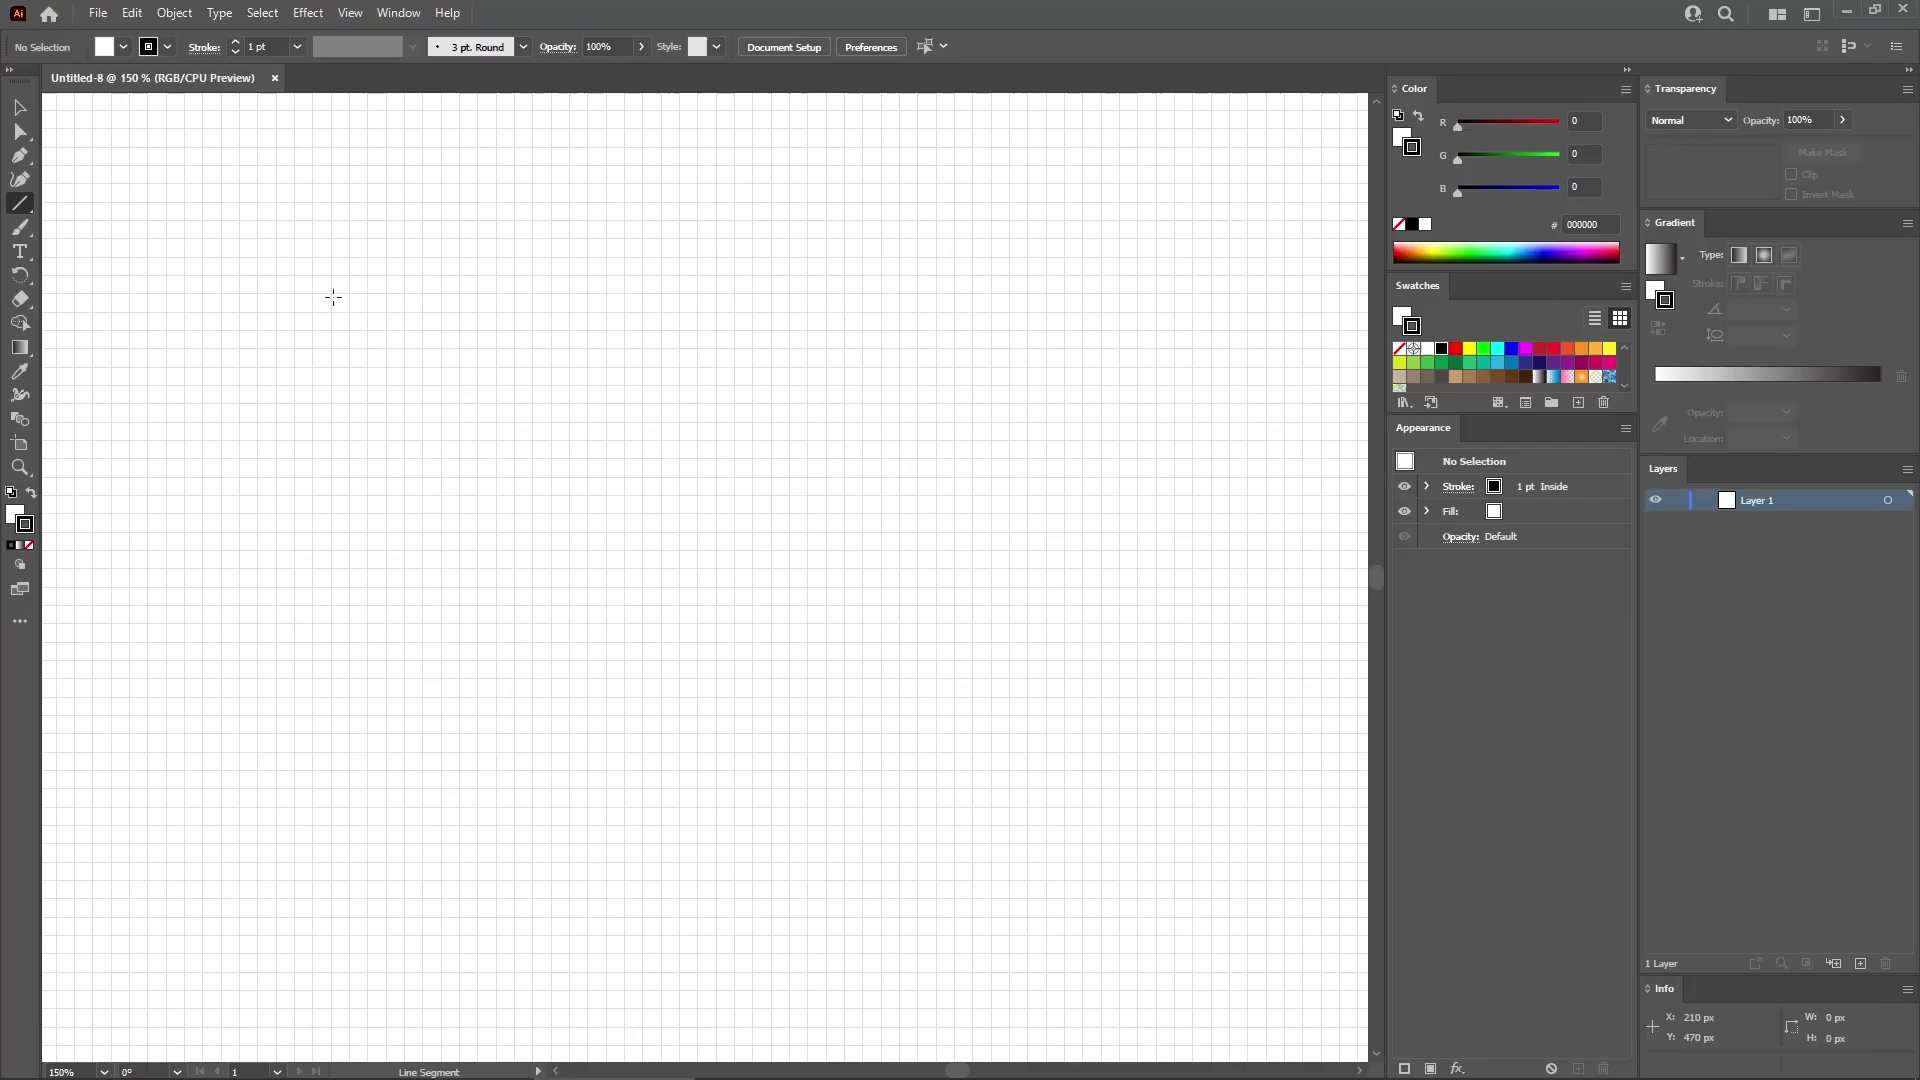 Ai
File Edit Object Type Select Effect View Window Help
No Selection
Stroke: 1 pt
3 pt. Round
Opacity: 100%
Style:
Document Setup
Preferences
Untitled-8 @ 150 % (RGB/CPU Preview)
Color
R 0
G 0
B 0
# 000000
Swatches
Appearance
No Selection
Stroke: 1 pt Inside
Fill:
Opacity: Default
Transparency
Normal
Opacity: 100%
Make Mask
Clip
Invert Mask
Gradient
Type:
Stroke:
Opacity:
Location:
Layers
Layer 1
1 Layer
Info
X: 210 px
Y: 470 px
W: 0 px
H: 0 px
fx
150%
0°
1
Line Segment